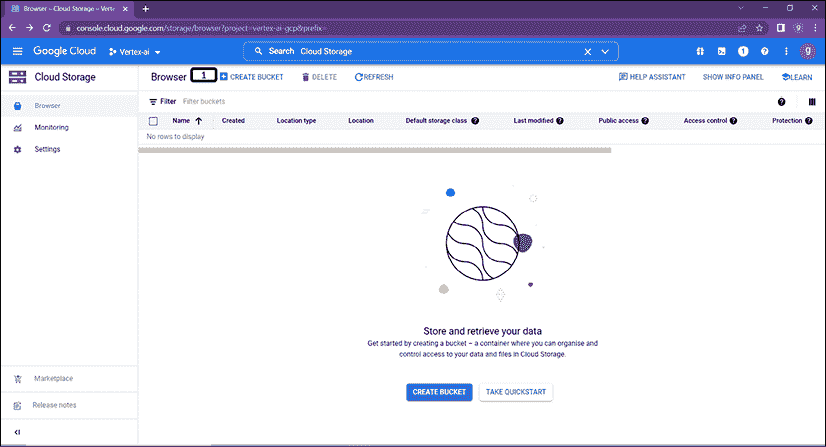 Browser – Cloud Storage – Verte
console.cloud.google.com/storage/browser?project=vertex-ai-gcp&prefix=
Google Cloud Vertex-ai Search Cloud Storage 1 g
Cloud Storage Browser 1 CREATE BUCKET DELETE REFRESH HELP ASSISTANT SHOW INFO PANEL LEARN
Browser
Monitoring
Settings
Filter Filter buckets
Name Created Location type Location Default storage class Last modified Public access Access control Protection
No rows to display
Store and retrieve your data
Get started by creating a bucket – a container where you can organise and
control access to your data and files in Cloud Storage.
CREATE BUCKET TAKE QUICKSTART
Marketplace
Release notes